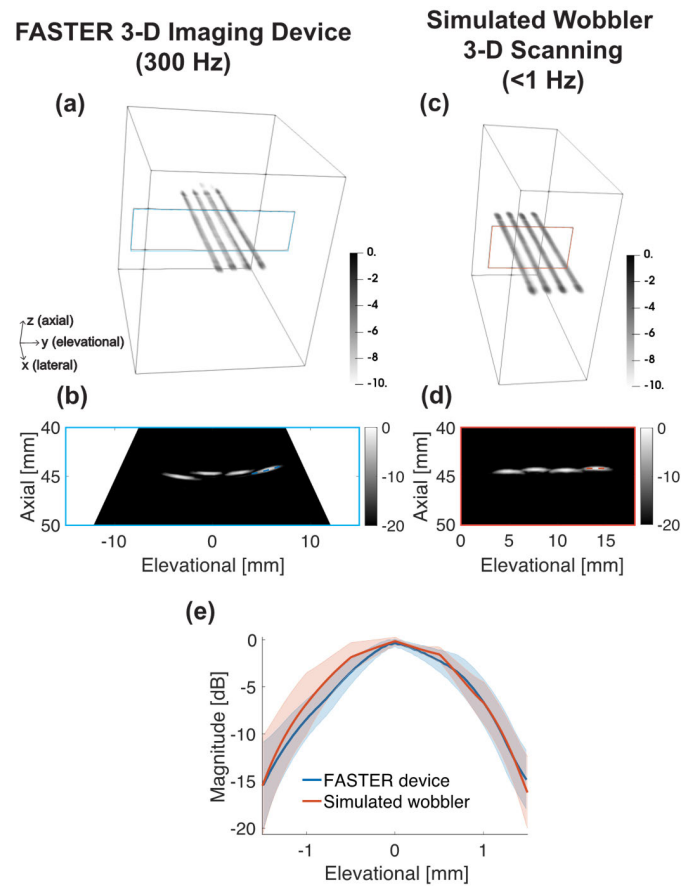 FASTER 3-D Imaging Device
(300 Hz)
Simulated Wobbler
3-D Scanning
(<1 Hz)
(a)
0.
-2
-4
-6
-8
-10.
z (axial)
y (elevational)
x (lateral)
(c)
0.
-2
-4
-6
-8
-10.
(b)
Axial [mm]
40
45
50
-10
0
10
Elevational [mm]
0
-10
-20
(d)
Axial [mm]
40
45
50
0
5
10
15
Elevational [mm]
0
-10
-20
(e)
Magnitude [dB]
0
-5
-10
-15
-20
FASTER device
Simulated wobbler
-1
0
1
Elevational [mm]